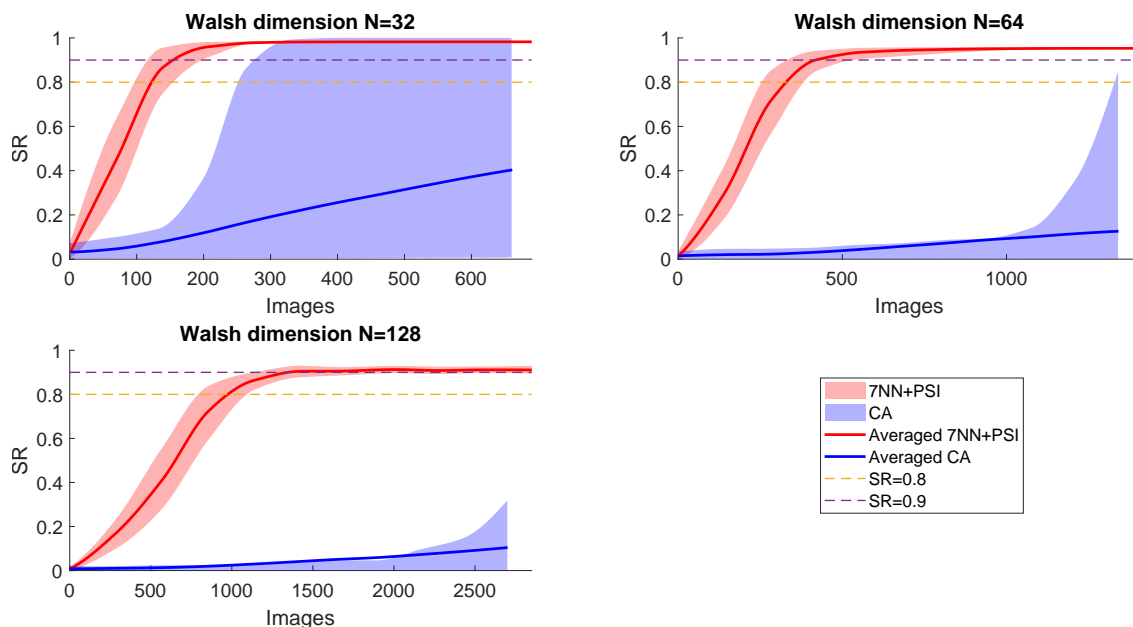 Walsh dimension N=32
1
0.8
0.6
0.4
0.2
0
SR
0 100 200 300 400 500 600
Images
Walsh dimension N=64
1
0.8
0.6
0.4
0.2
0
SR
0 500 1000
Images
Walsh dimension N=128
1
0.8
0.6
0.4
0.2
0
SR
0 500 1000 1500 2000 2500
Images
7NN+PSI
CA
Averaged 7NN+PSI
Averaged CA
SR=0.8
SR=0.9